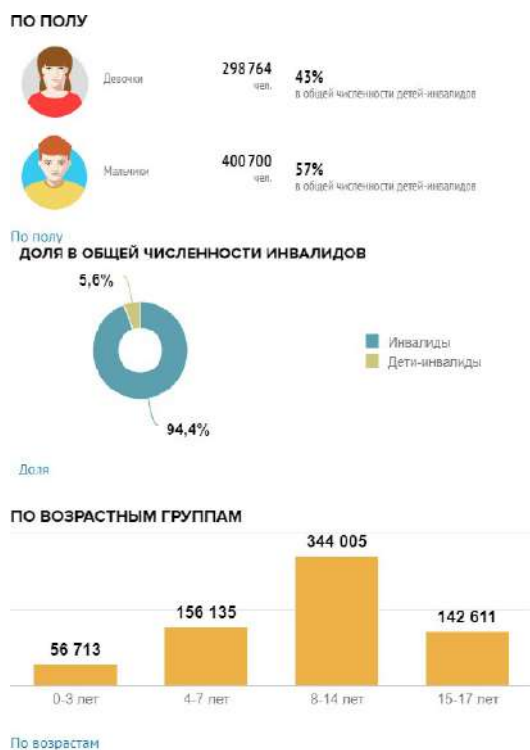 ПО ПОЛУ
Девочки
298 764
чел.
43%
в общей численности детей-инвалидов
Мальчики
400 700
чел.
57%
в общей численности детей-инвалидов
По полу
ДОЛЯ В ОБЩЕЙ ЧИСЛЕННОСТИ ИНВАЛИДОВ
5,6%
Инвалиды
Дети-инвалиды
94,4%
Доля
ПО ВОЗРАСТНЫМ ГРУППАМ
56 713
156 135
344 005
142 611
0-3 лет
4-7 лет
8-14 лет
15-17 лет
По возрастам